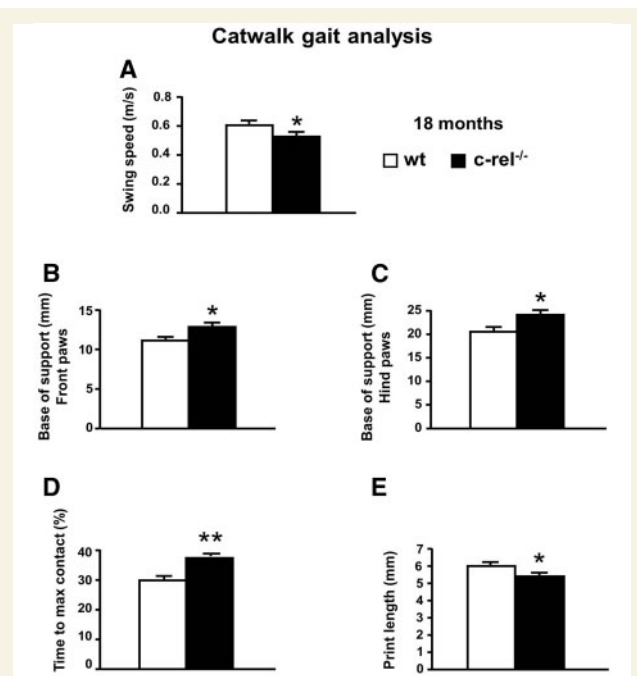 Catwalk gait analysis
A
Swing speed (m/s)
0.8
0.6
0.4
0.2
0.0
*
18 months
wt
c-rel-/-
B
Base of support (mm)
Front paws
15
10
5
0
*
C
Base of support (mm)
Hind paws
25
20
15
10
5
0
*
D
Time to max contact (%)
40
30
20
10
0
**
E
Print length (mm)
7
6
5
4
3
2
1
0
*